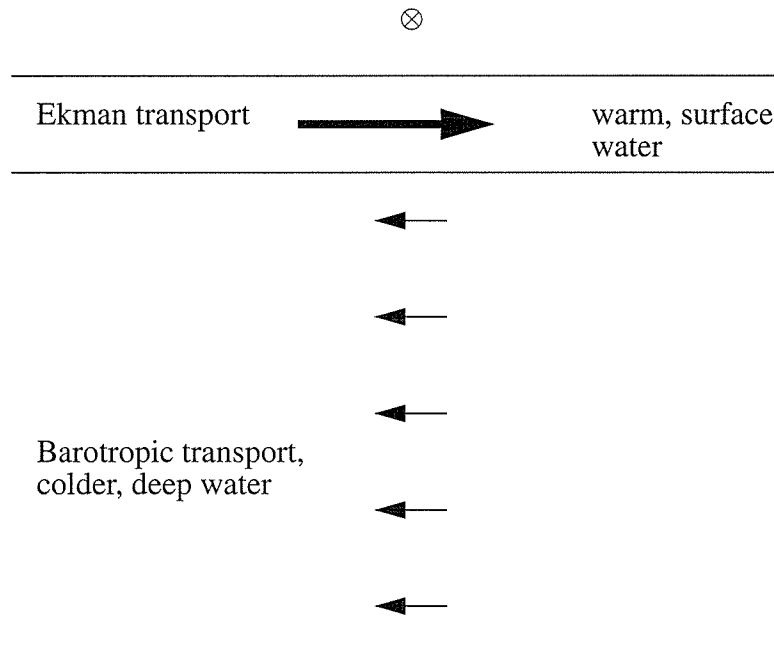 Ekman transport
warm, surface
water
Barotropic transport,
colder, deep water